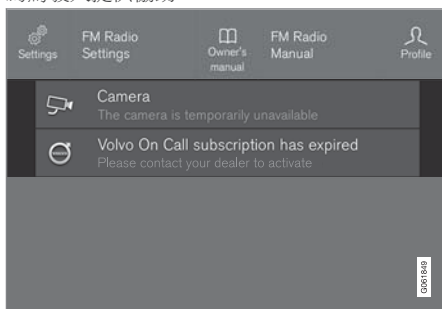 Settings
FM Radio
Settings
Owner's
manual
FM Radio
Manual
Profile
Camera
The camera is temporarily unavailable
Volvo On Call subscription has expired
Please contact your dealer to activate
G061849